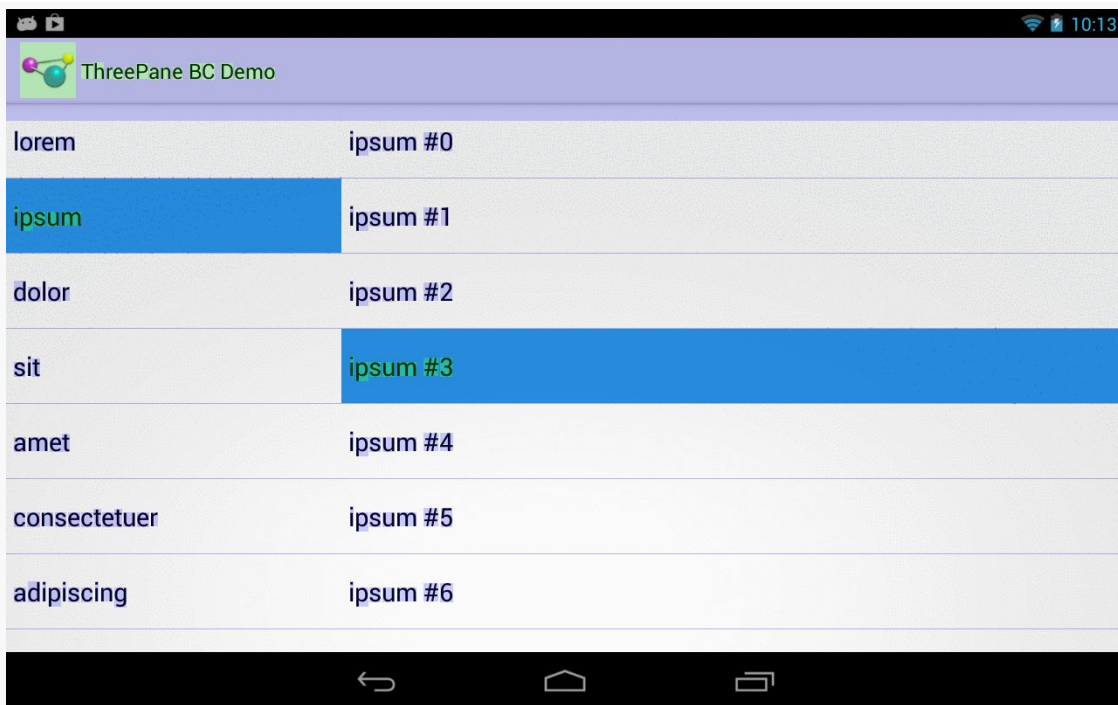 10:13
ThreePane BC Demo
lorem
ipsum
dolor
sit
amet
consectetuer
adipiscing
ipsum #0
ipsum #1
ipsum #2
ipsum #3
ipsum #4
ipsum #5
ipsum #6